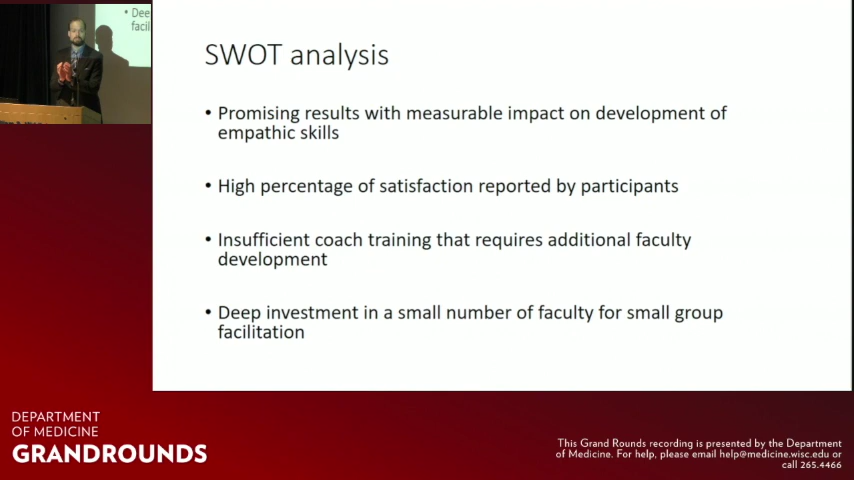 • Dee
facil
SWOT analysis
• Promising results with measurable impact on development of
empathic skills
• High percentage of satisfaction reported by participants
• Insufficient coach training that requires additional faculty
development
• Deep investment in a small number of faculty for small group
facilitation
DEPARTMENT
OF MEDICINE
GRANDROUNDS
This Grand Rounds recording is presented by the Department
of Medicine. For help, please email help@medicine.wisc.edu or
call 265.4466